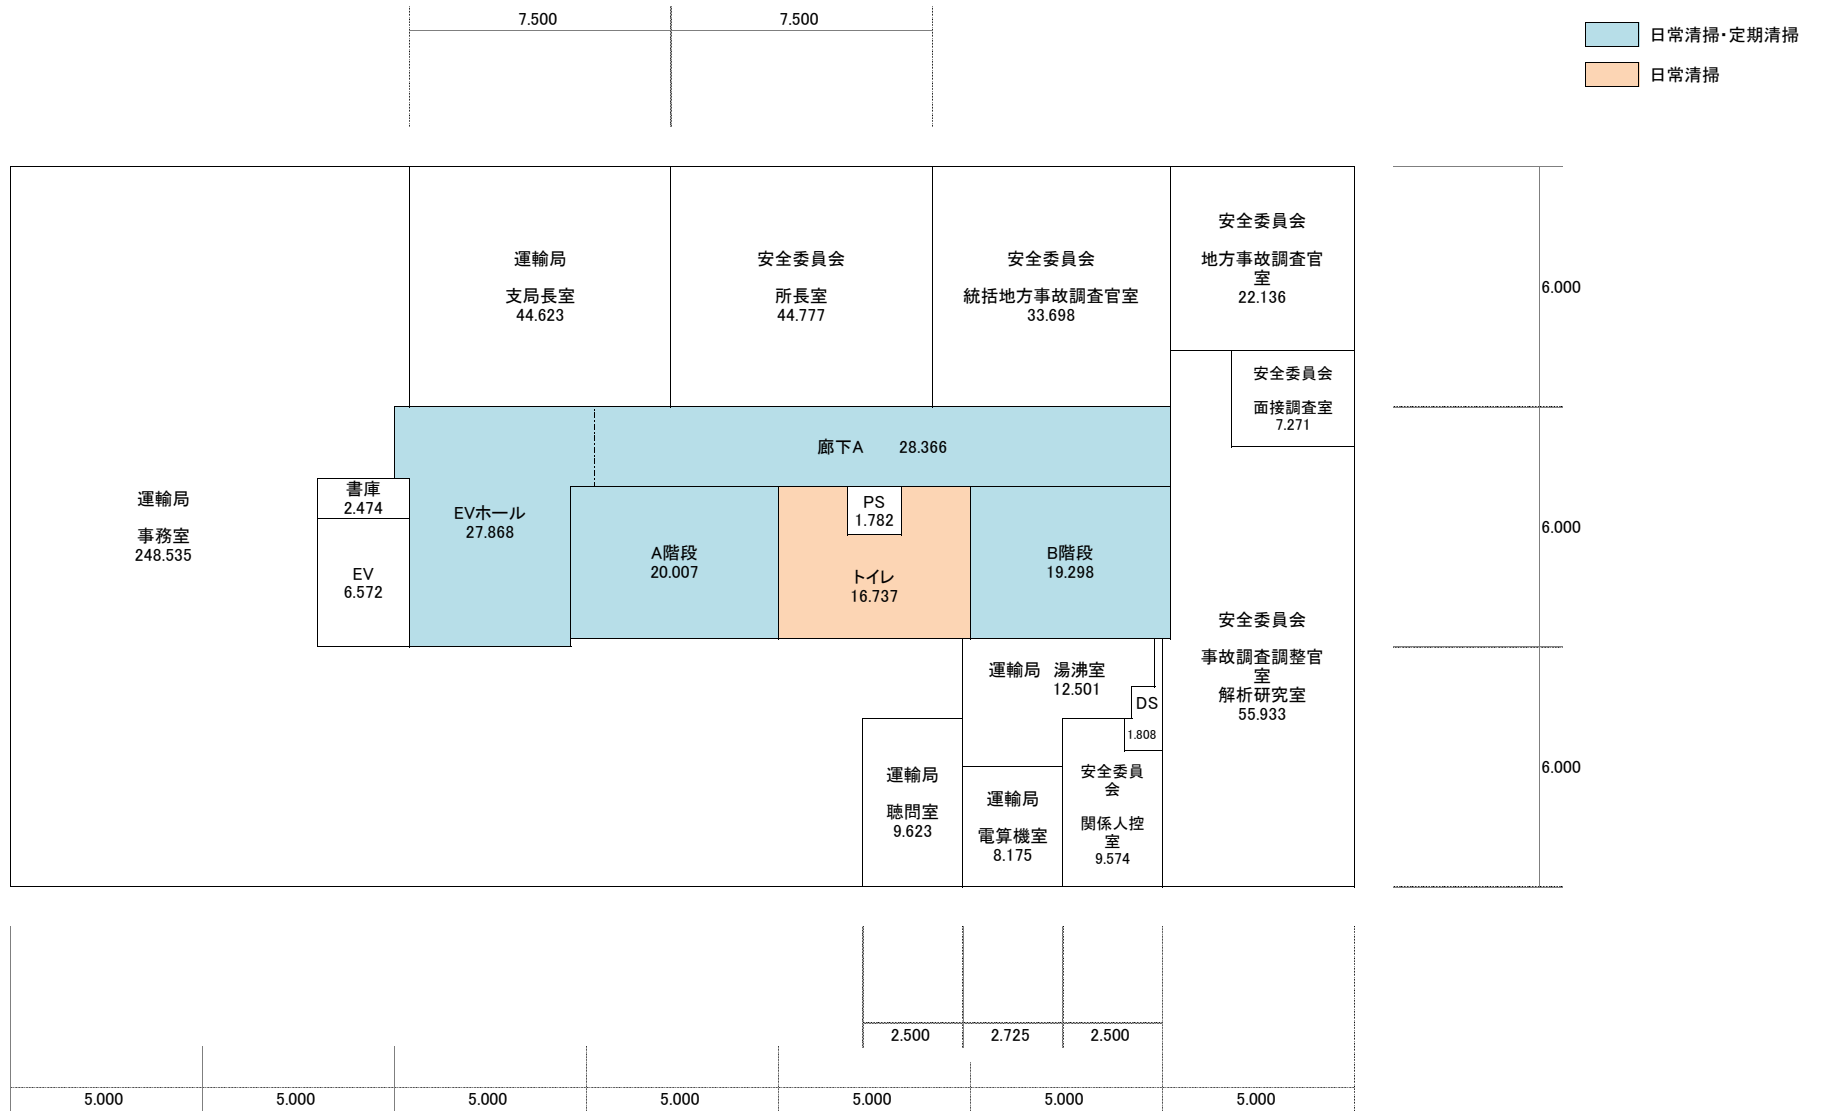 7.500
7.500
日常清掃・定期清掃
日常清掃
運輸局
支局長室
44.623
安全委員会
所長室
44.777
安全委員会
統括地方事故調査官室
33.698
安全委員会
地方事故調査官
室
22.136
6.000
安全委員会
面接調査室
7.271
廊下A 28.366
運輸局
事務室
248.535
書庫
2.474
EV
6.572
EVホール
27.868
A階段
20.007
PS
1.782
トイレ
16.737
B階段
19.298
6.000
安全委員会
事故調査調整官
室
解析研究室
55.933
運輸局 湯沸室
12.501
DS
1.808
運輸局
聴問室
9.623
運輸局
電算機室
8.175
安全委員
会
関係人控
室
9.574
6.000
2.500
2.725
2.500
5.000
5.000
5.000
5.000
5.000
5.000
5.000